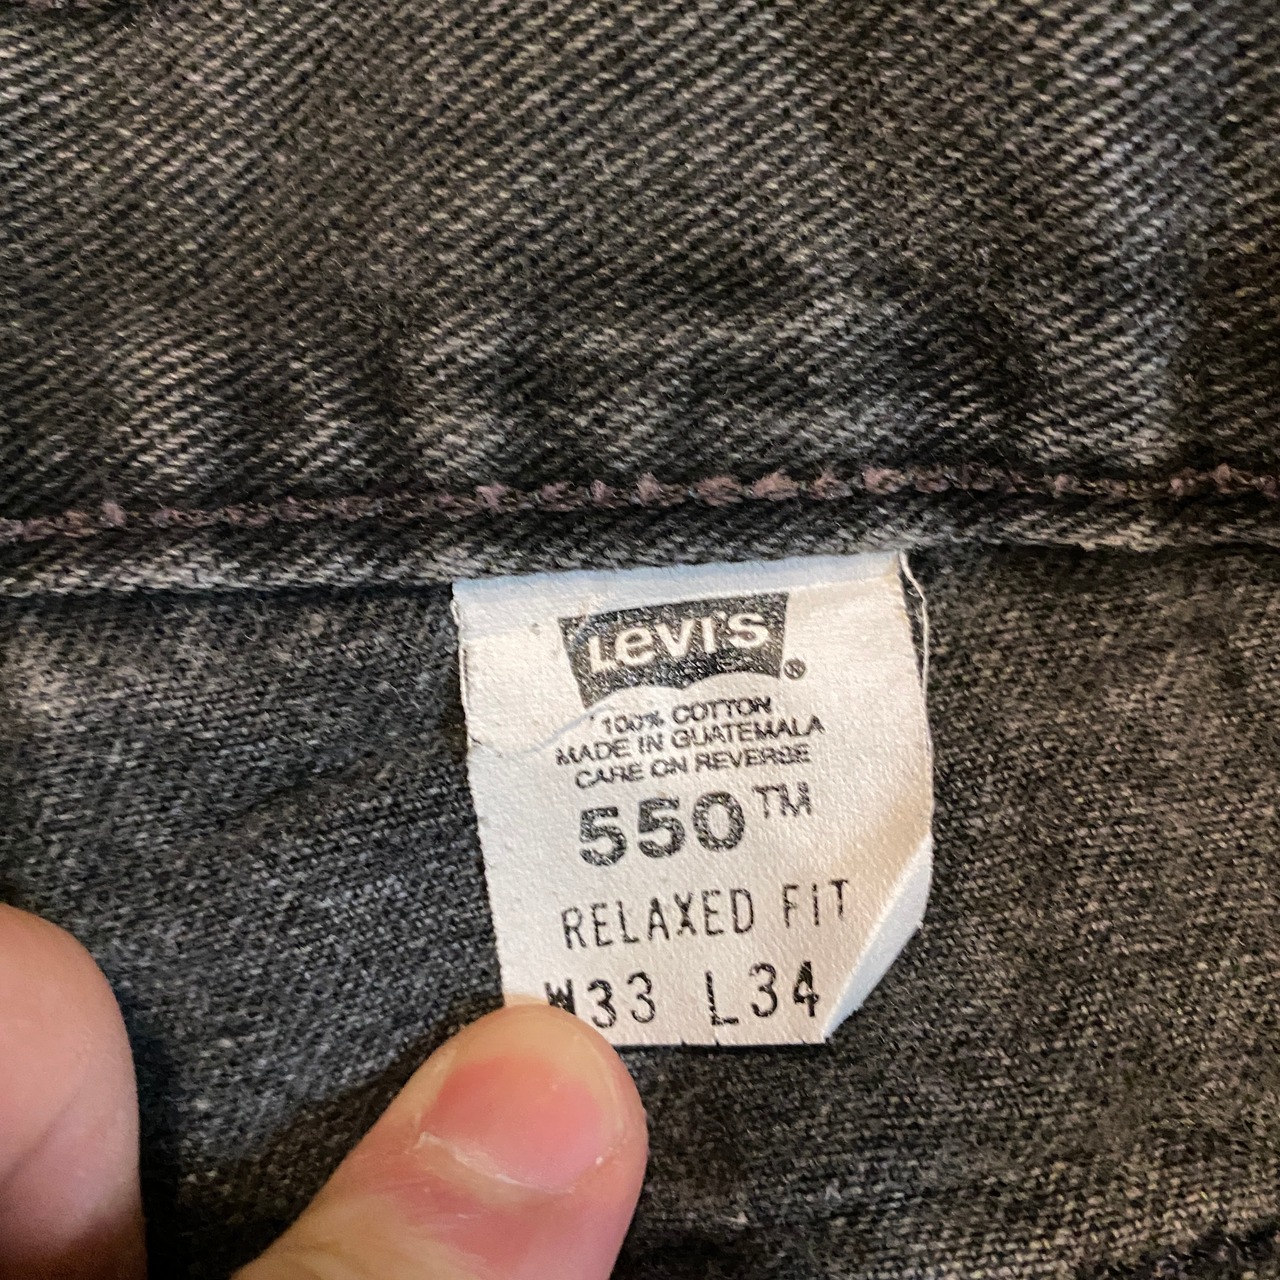 LEVI'S®
100% COTTON
MADE IN GUATEMALA
CARE ON REVERSE
550™
RELAXED FIT
W33 L34